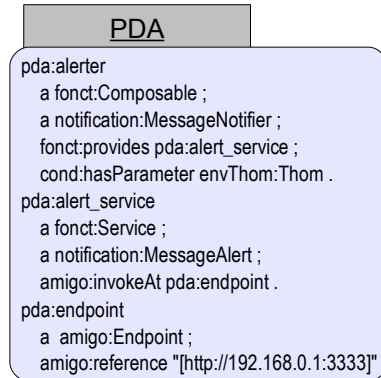 PDA
pda:alerter
a fonct:Composable ;
a notification:MessageNotifier ;
fonct:provides pda:alert_service ;
cond:hasParameter envThom:Thom .
pda:alert_service
a fonct:Service ;
a notification:MessageAlert ;
amigo:invokeAt pda:endpoint .
pda:endpoint
a amigo:Endpoint ;
amigo:reference "[http://192.168.0.1:3333]"